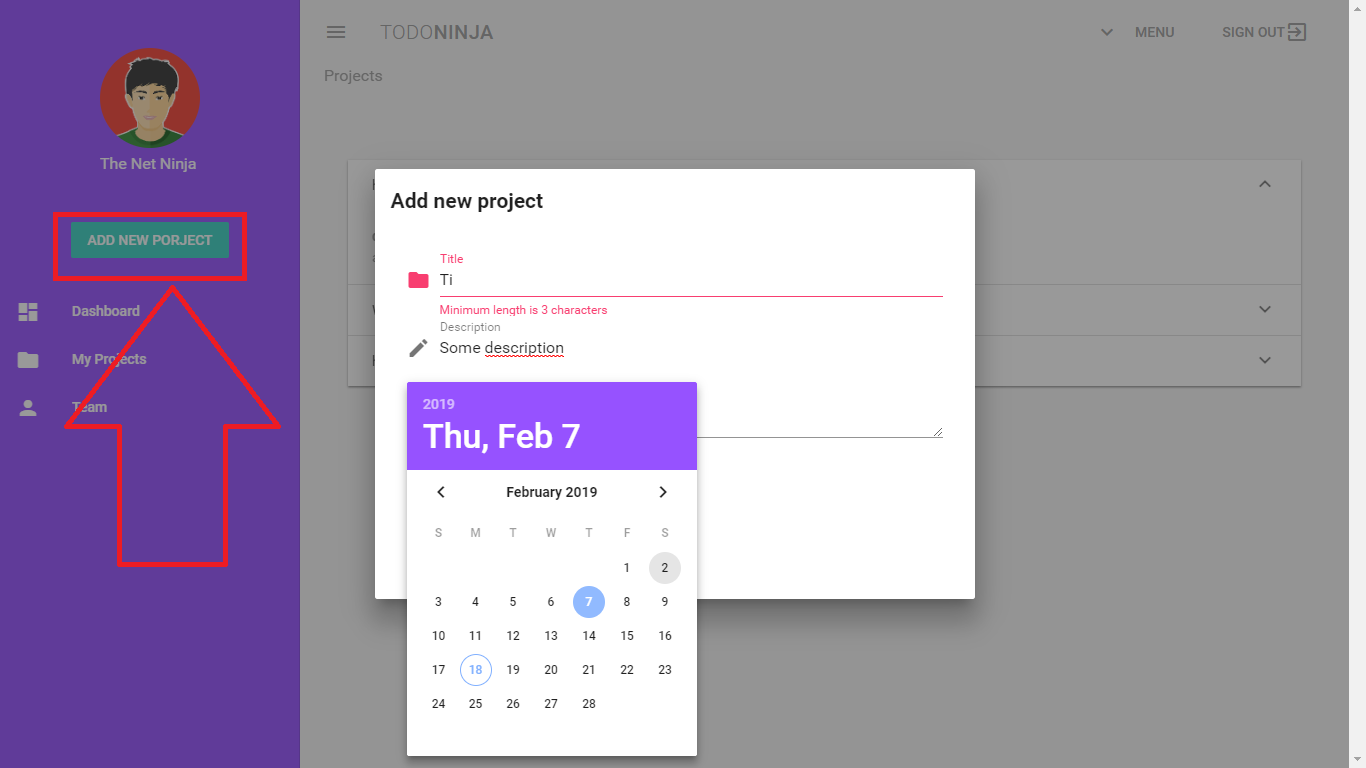 TODONINJA
MENU
SIGN OUT
Projects
The Net Ninja
ADD NEW PORJECT
Dashboard
My Projects
Team
Add new project
Title
Ti
Minimum length is 3 characters
Description
Some description
2019
Thu, Feb 7
February 2019
S M T W T F S
1 2
3 4 5 6 7 8 9
10 11 12 13 14 15 16
17 18 19 20 21 22 23
24 25 26 27 28